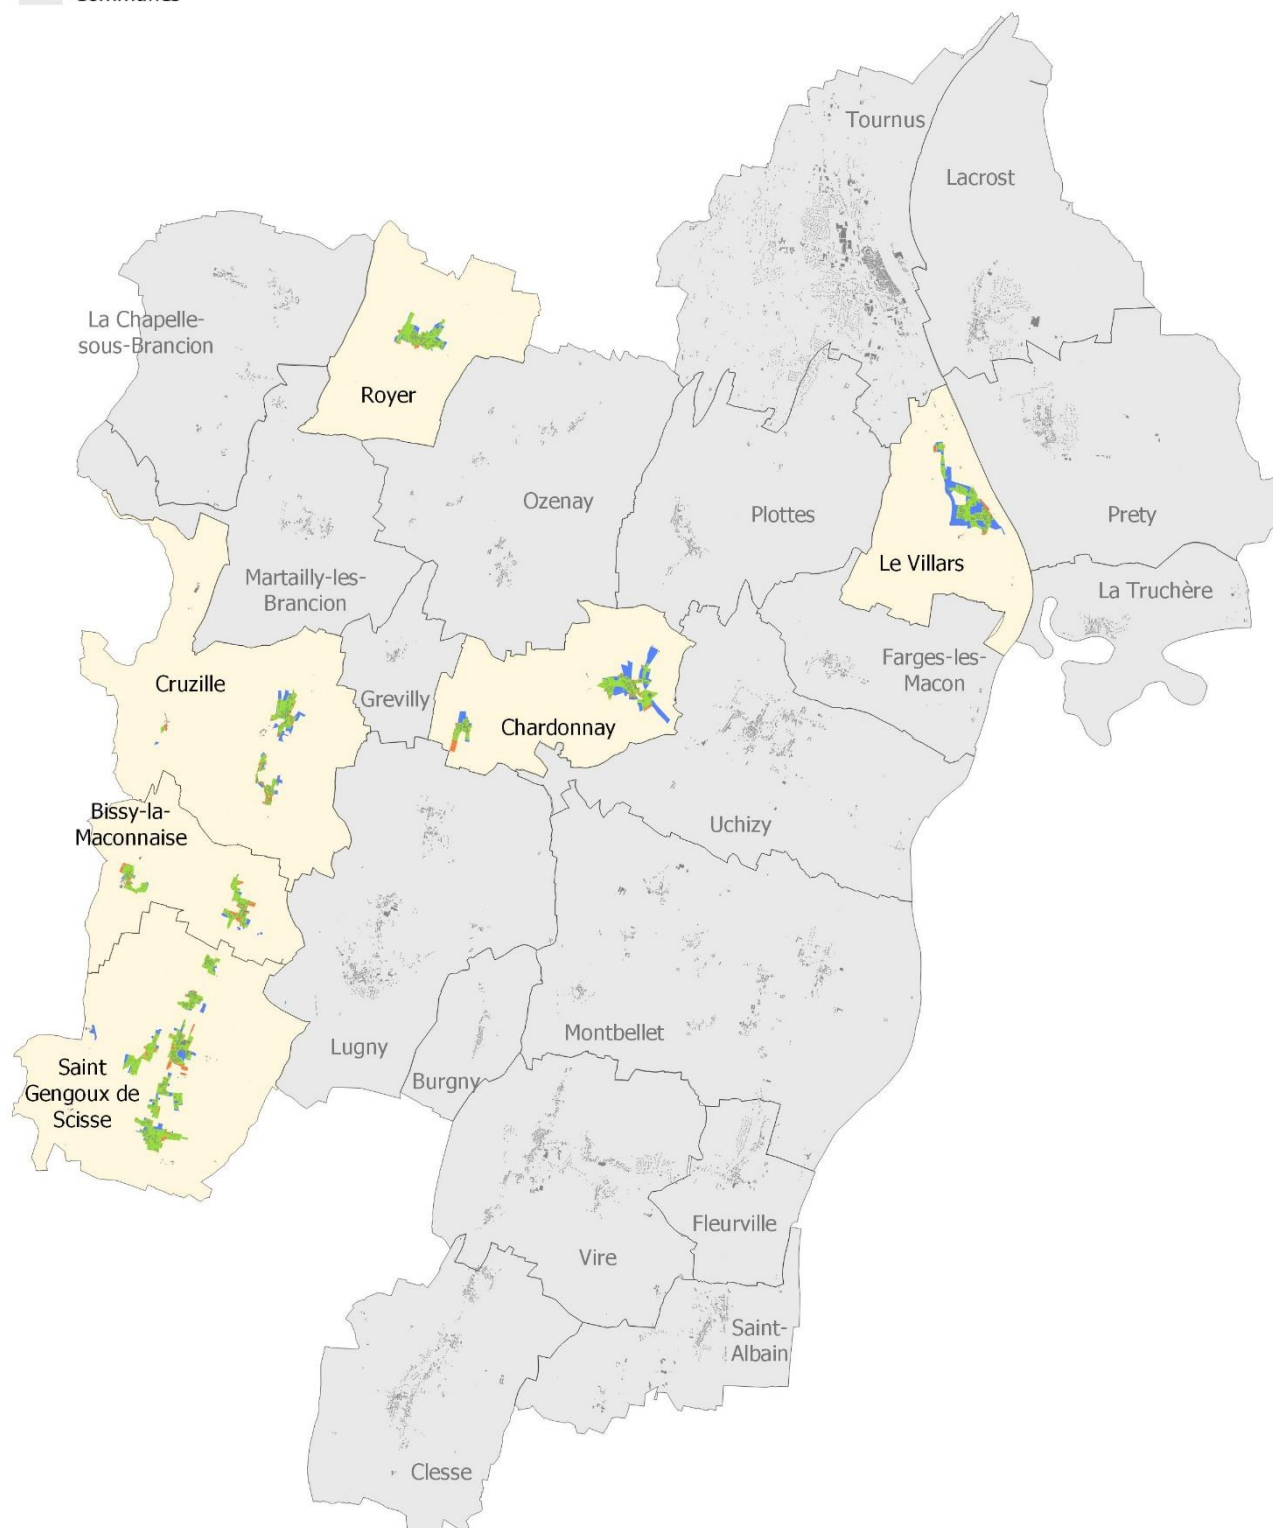 Communes
Tournus
Lacrost
La Chapelle-
sous-Brancion
Royer
Ozenay
Plottes
Prety
Le Villars
Martailly-les-
Brancion
La Truchère
Farges-les-
Macon
Cruzille
Grevilly
Chardonnay
Uchizy
Bissy-la-
Maconnaise
Montbellet
Lugny
Burgny
Saint
Gengoux de
Scisse
Fleurville
Vire
Saint-
Albain
Clesse